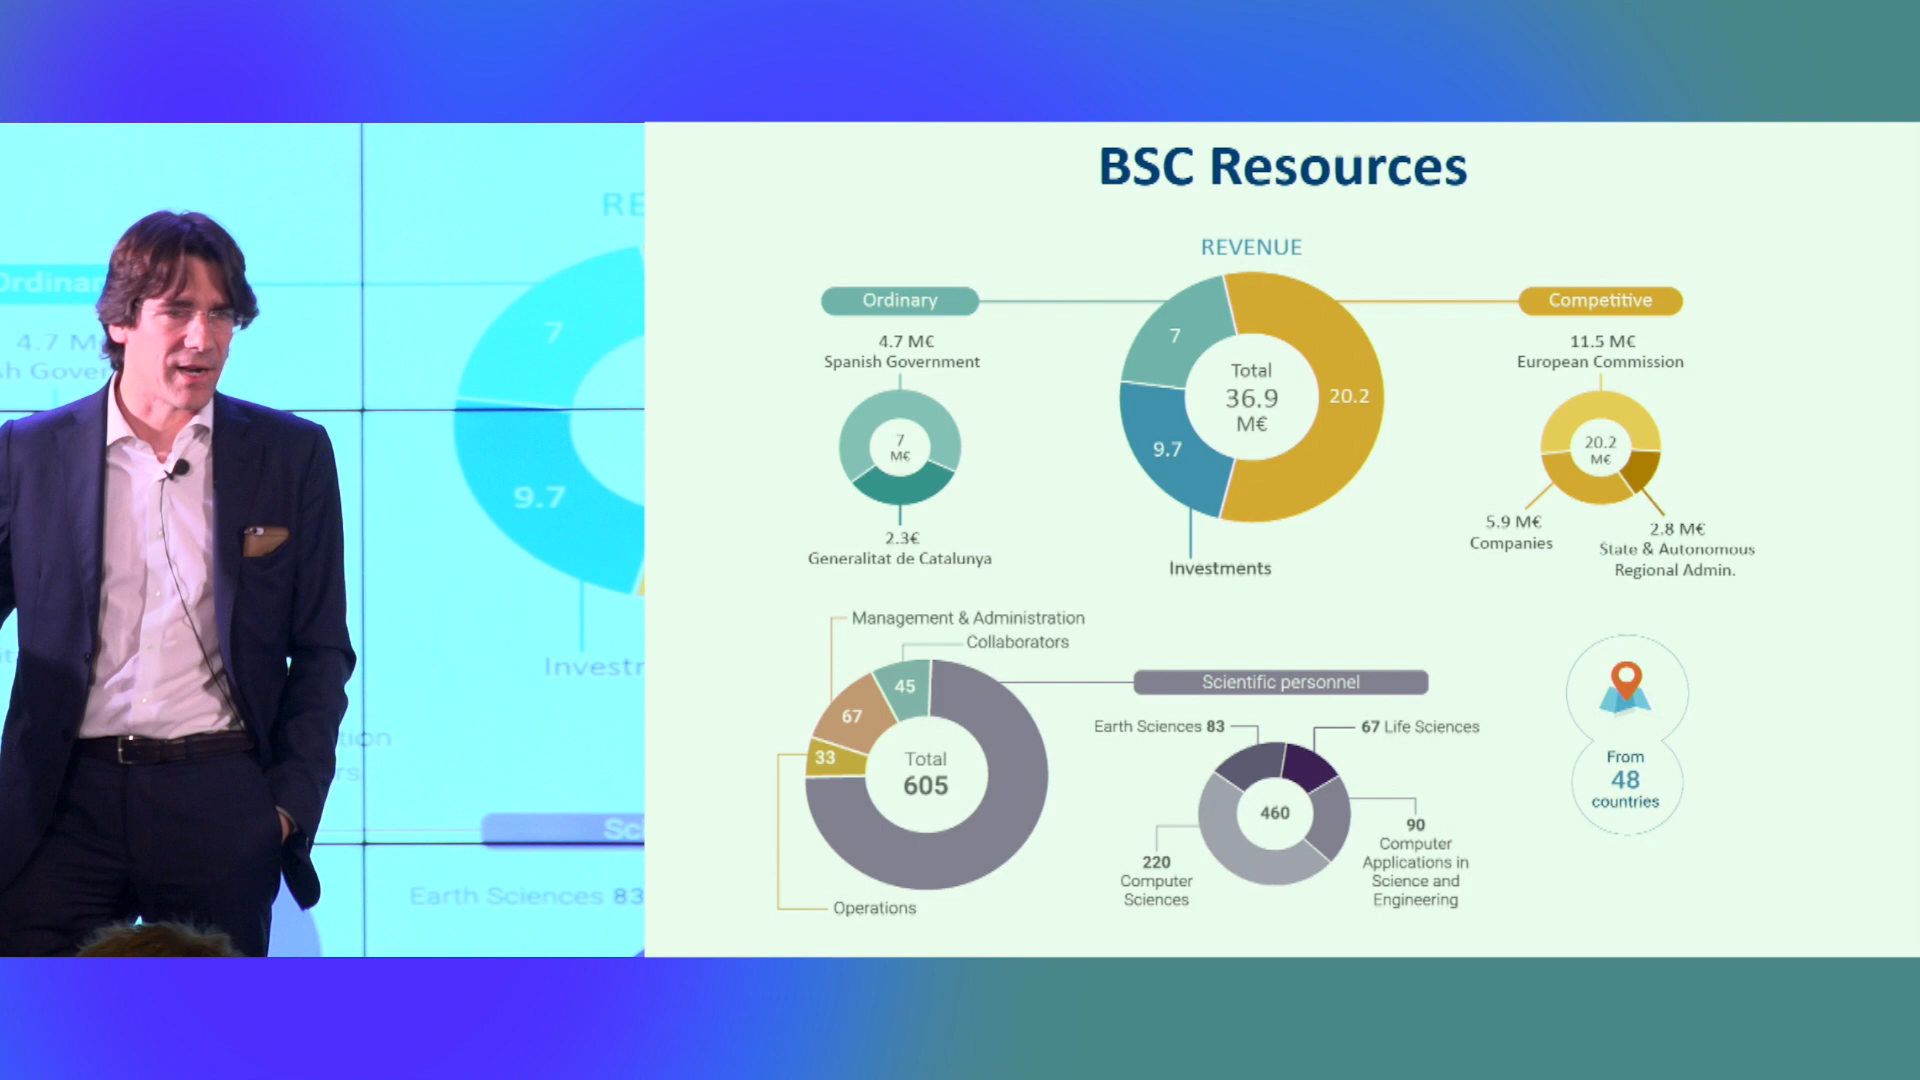 BSC Resources
REVENUE
Ordinary
4.7 M€
Spanish Government
7
M€
2.3€
Generalitat de Catalunya
7
9.7
20.2
Total
36.9
M€
Investments
Competitive
11.5 M€
European Commission
20.2
M€
5.9 M€
Companies
2.8 M€
State & Autonomous
Regional Admin.
Management & Administration
Collaborators
45
67
33
Total
605
Operations
Scientific personnel
Earth Sciences 83
67 Life Sciences
460
220
Computer
Sciences
90
Computer
Applications in
Science and
Engineering
From
48
countries
RE
Ordinar
4.7 M
sh Gover
7
9.7
Investr
tion
rs
Sci
Earth Sciences 83